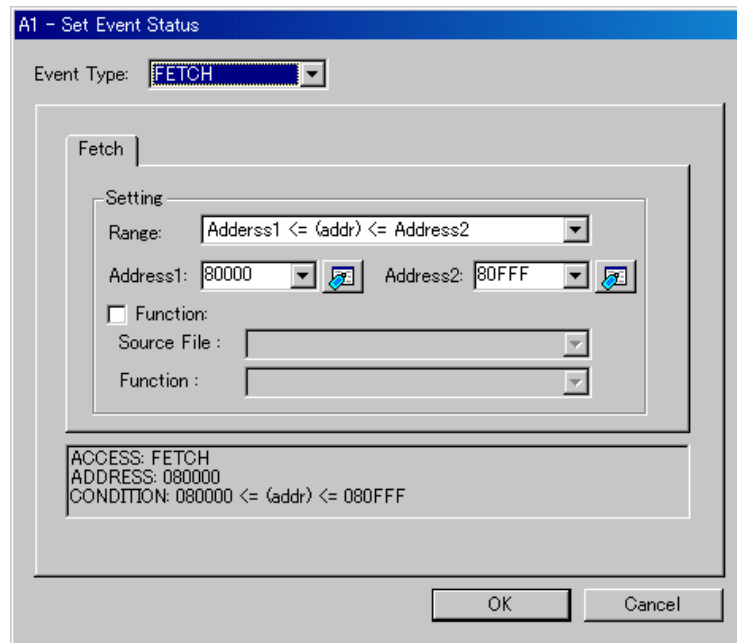 A1 - Set Event Status
Event Type: FETCH
Fetch
Setting
Range: Adderss1 <= (addr) <= Address2
Address1: 80000 Address2: 80FFF
Function:
Source File :
Function :
ACCESS: FETCH
ADDRESS: 080000
CONDITION: 080000 <= (addr) <= 080FFF
OK Cancel